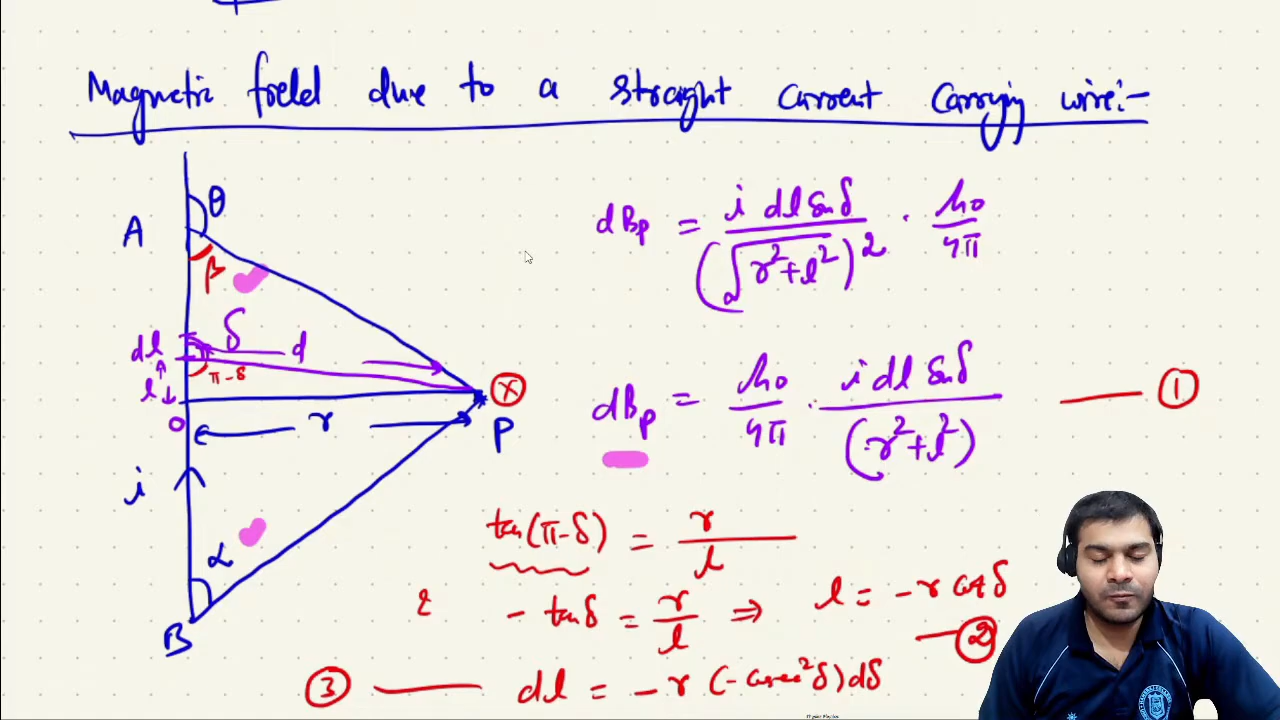 Magnetic field due to a straight current carrying wire:-
θ
A
β
dBp = i dl sinδ / (√r²+l²)² · μ0/4π
dl
δ
d
π-δ
l
x
O
r
P
dBp = μ0/4π · i dl sinδ / (r²+l²) —— 1
i
α
B
tan(π-δ) = r/l
- tanδ = r/l ⇒ l = -r cotδ
— 2
3 —— dl = -r (-cosec²δ)dδ